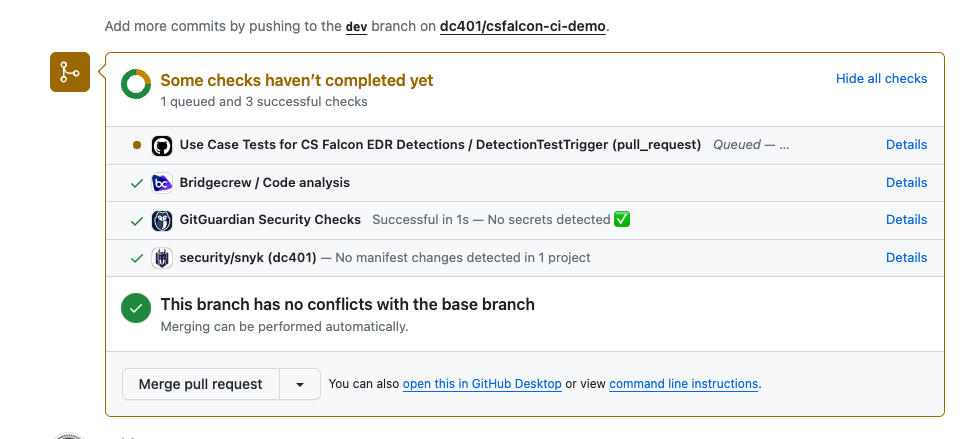 Add more commits by pushing to the dev branch on dc401/csfalcon-ci-demo.
Some checks haven't completed yet
Hide all checks
1 queued and 3 successful checks
Use Case Tests for CS Falcon EDR Detections / DetectionTestTrigger (pull_request) Queued — ... Details
bc Bridgecrew / Code analysis Details
GitGuardian Security Checks Successful in 1s — No secrets detected ✅ Details
security/snyk (dc401) — No manifest changes detected in 1 project Details
This branch has no conflicts with the base branch
Merging can be performed automatically.
Merge pull request You can also open this in GitHub Desktop or view command line instructions.